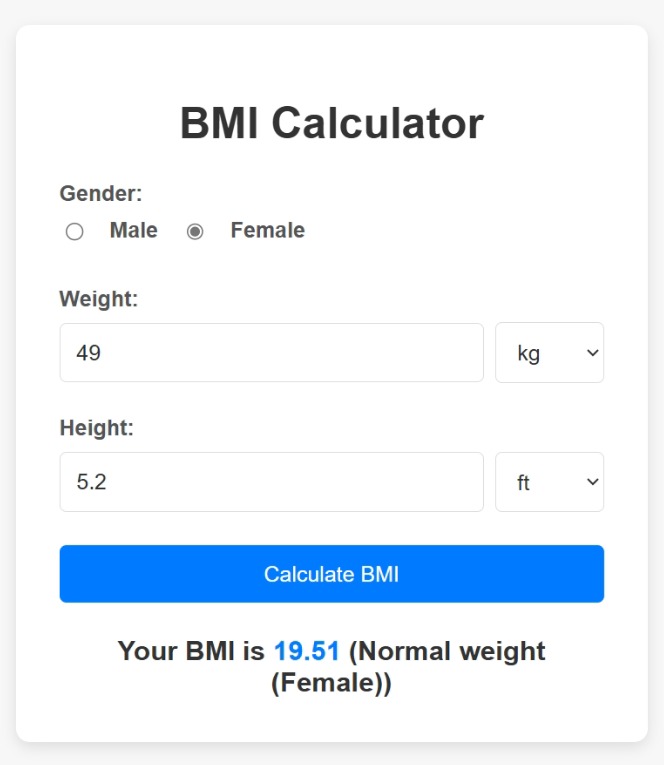 BMI Calculator
Gender:
Male Female
Weight:
49 kg
Height:
5.2 ft
Calculate BMI
Your BMI is 19.51 (Normal weight
(Female))